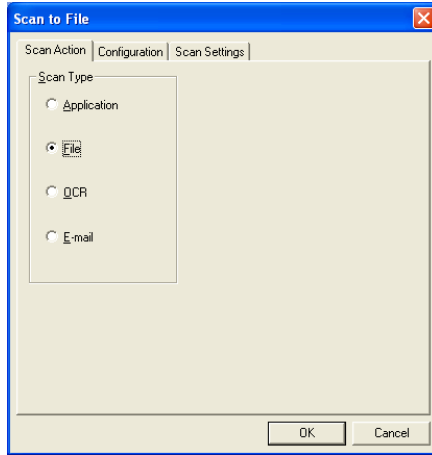 Scan to File
Scan Action Configuration Scan Settings
Scan Type
Application
File
OCR
E-mail
OK Cancel